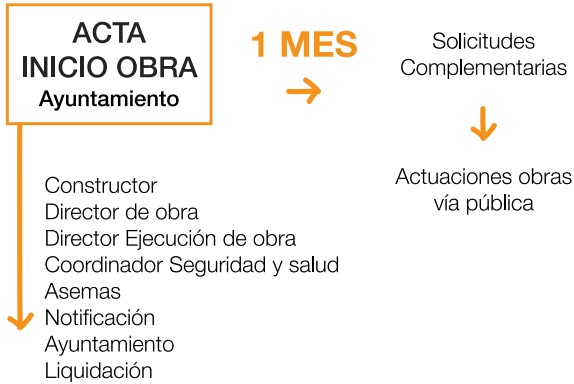 ACTA
INICIO OBRA
Ayuntamiento
1 MES
Solicitudes
Complementarias
Actuaciones obras
vía pública
Constructor
Director de obra
Director Ejecución de obra
Coordinador Seguridad y salud
Asemas
Notificación
Ayuntamiento
Liquidación